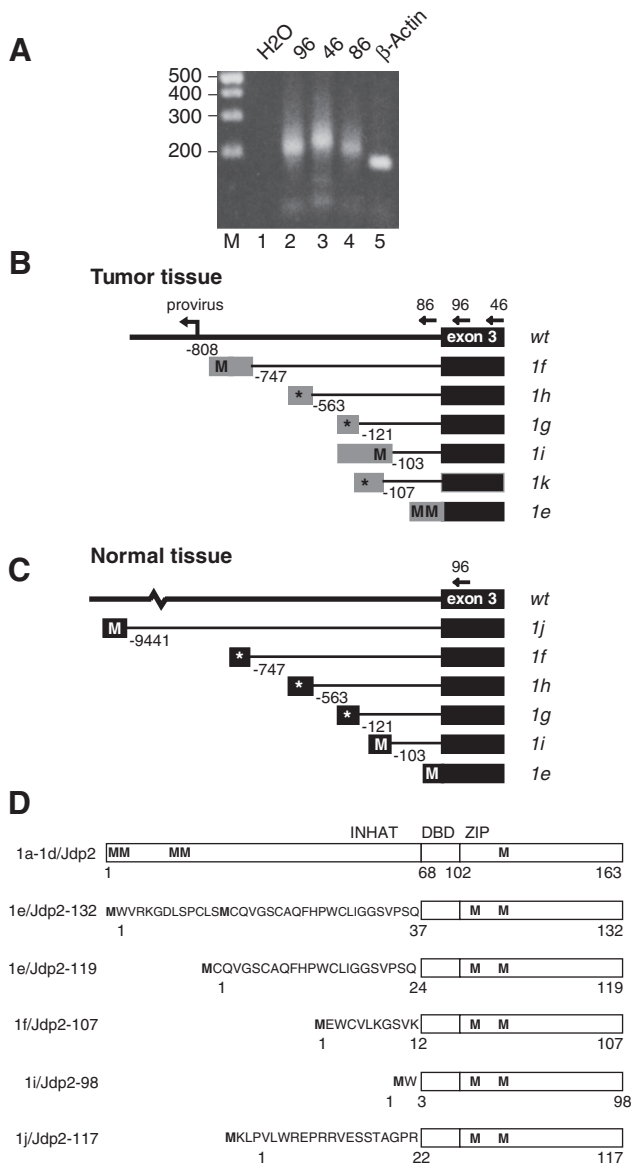 A
H2O 96 46 86 β-Actin
500
400
300
200
M 1 2 3 4 5
B
Tumor tissue
provirus 86 96 46
exon 3 wt
-808
M -747 1f
* -563 1h
* -121 1g
M -103 1i
* -107 1k
MM 1e
C
Normal tissue
96
exon 3 wt
M -9441 1j
* -747 1f
* -563 1h
* -121 1g
M -103 1i
M 1e
D
INHAT DBD ZIP
1a-1d/Jdp2 MM MM M
1 68 102 163
1e/Jdp2-132 MWVRKGDLSPCLSMCQVGSCAQFHPWCLIGGSVPSQ M M
1 37 132
1e/Jdp2-119 MCQVGSCAQFHPWCLIGGSVPSQ M M
1 24 119
1f/Jdp2-107 MEWCVLKGSVK M M
1 12 107
1i/Jdp2-98 MW M M
1 3 98
1j/Jdp2-117 MKLPVLWREPRRVESSTAGPR M M
1 22 117